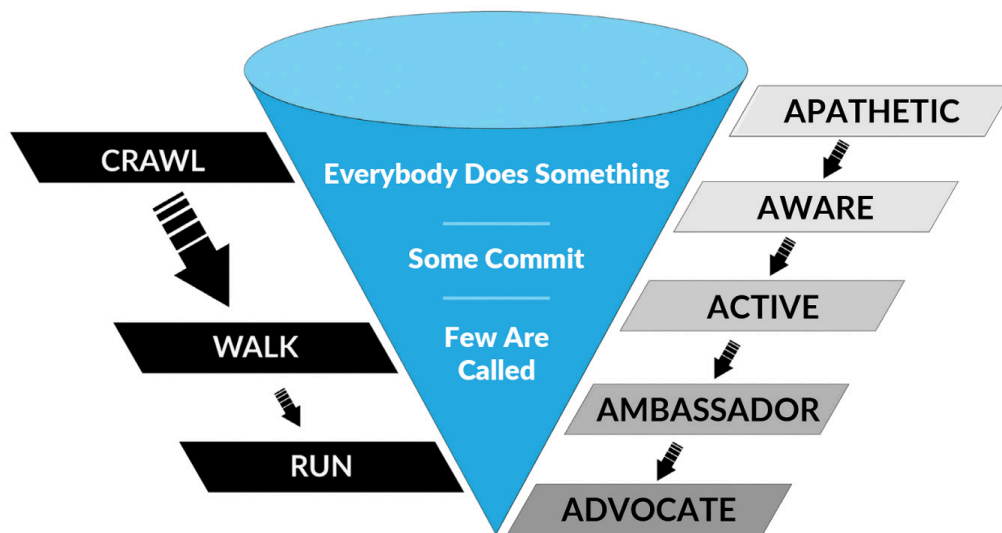 CRAWL
WALK
RUN
Everybody Does Something
Some Commit
Few Are
Called
APATHETIC
AWARE
ACTIVE
AMBASSADOR
ADVOCATE